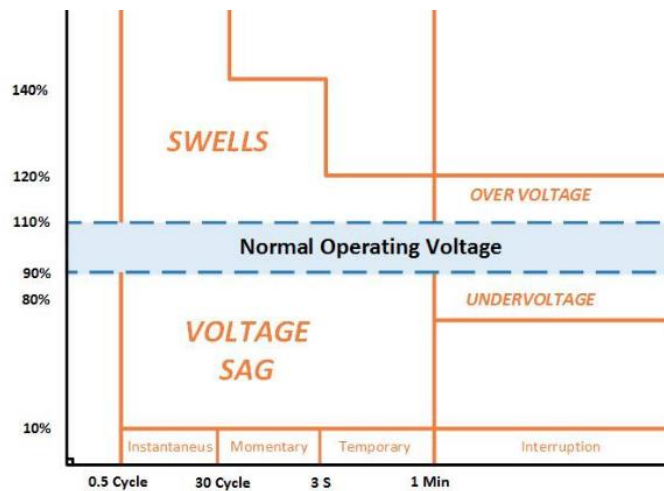 140%
SWELLS
120%
OVER VOLTAGE
110%
Normal Operating Voltage
90%
80%
UNDERVOLTAGE
VOLTAGE
SAG
10%
Instantaneus
Momentary
Temporary
Interruption
0.5 Cycle
30 Cycle
3 S
1 Min